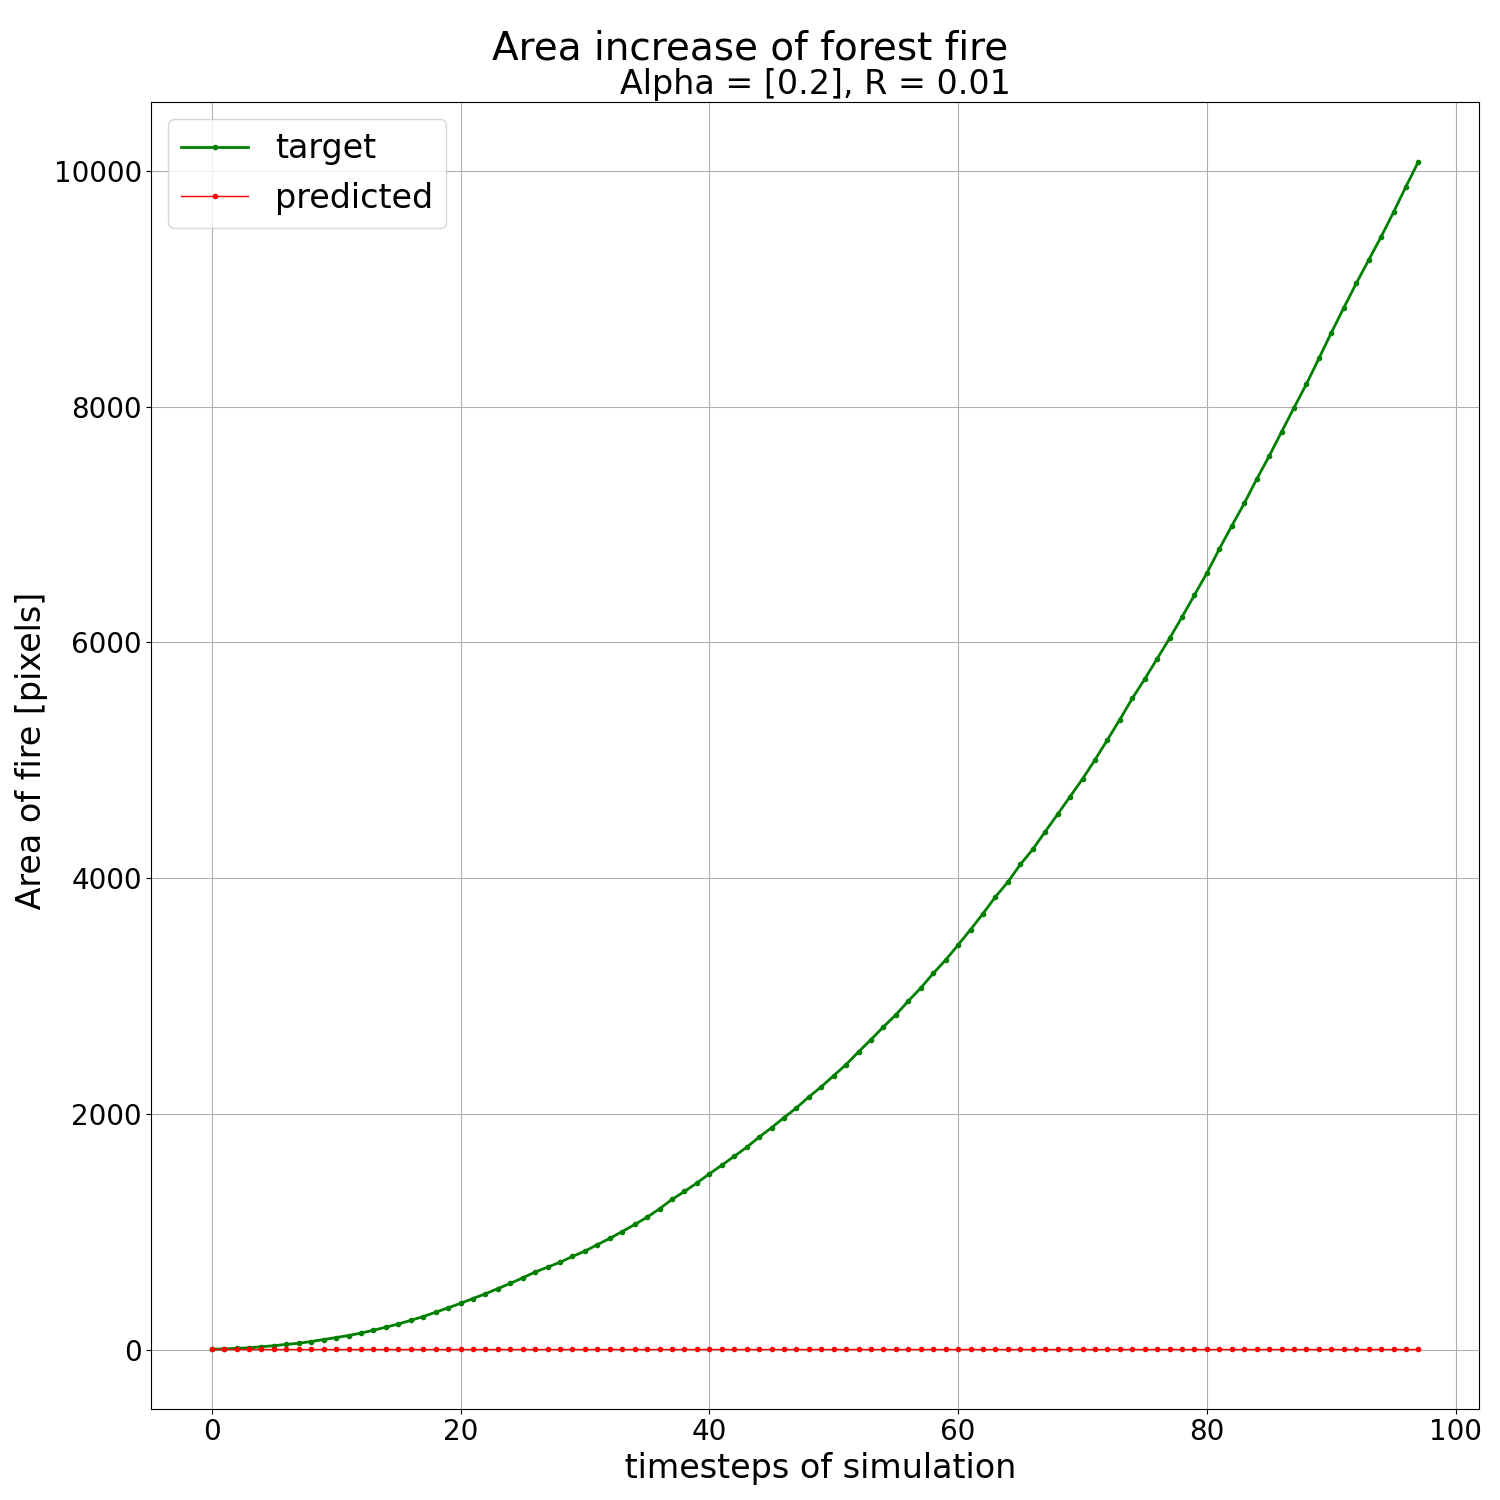 Area increase of forest fire
Alpha = [0.2], R = 0.01
target
predicted
10000
8000
6000
4000
2000
0
Area of fire [pixels]
0 20 40 60 80 100
timesteps of simulation